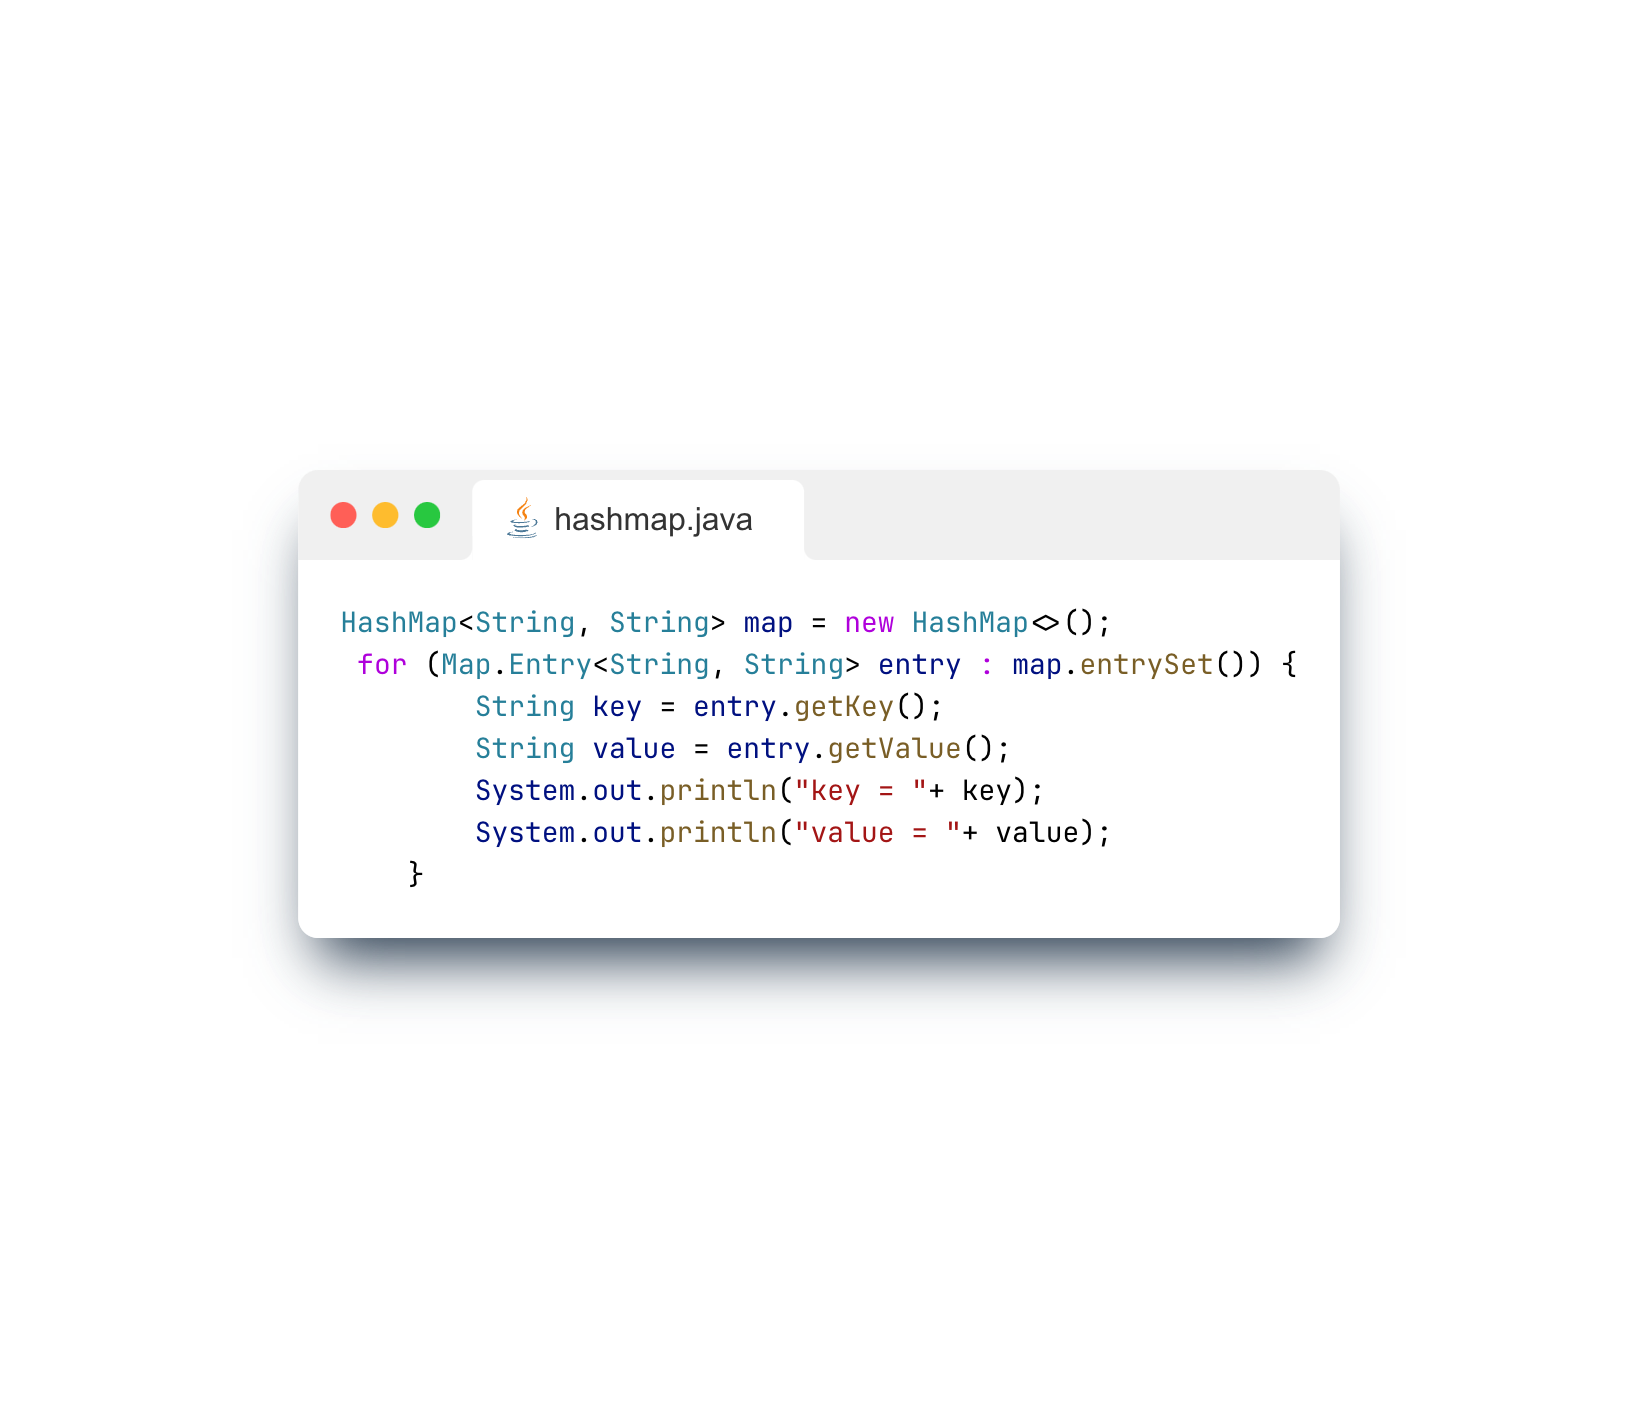 hashmap.java
HashMap<String, String> map = new HashMap<>();
for (Map.Entry<String, String> entry : map.entrySet()) {
String key = entry.getKey();
String value = entry.getValue();
System.out.println("key = "+ key);
System.out.println("value = "+ value);
}